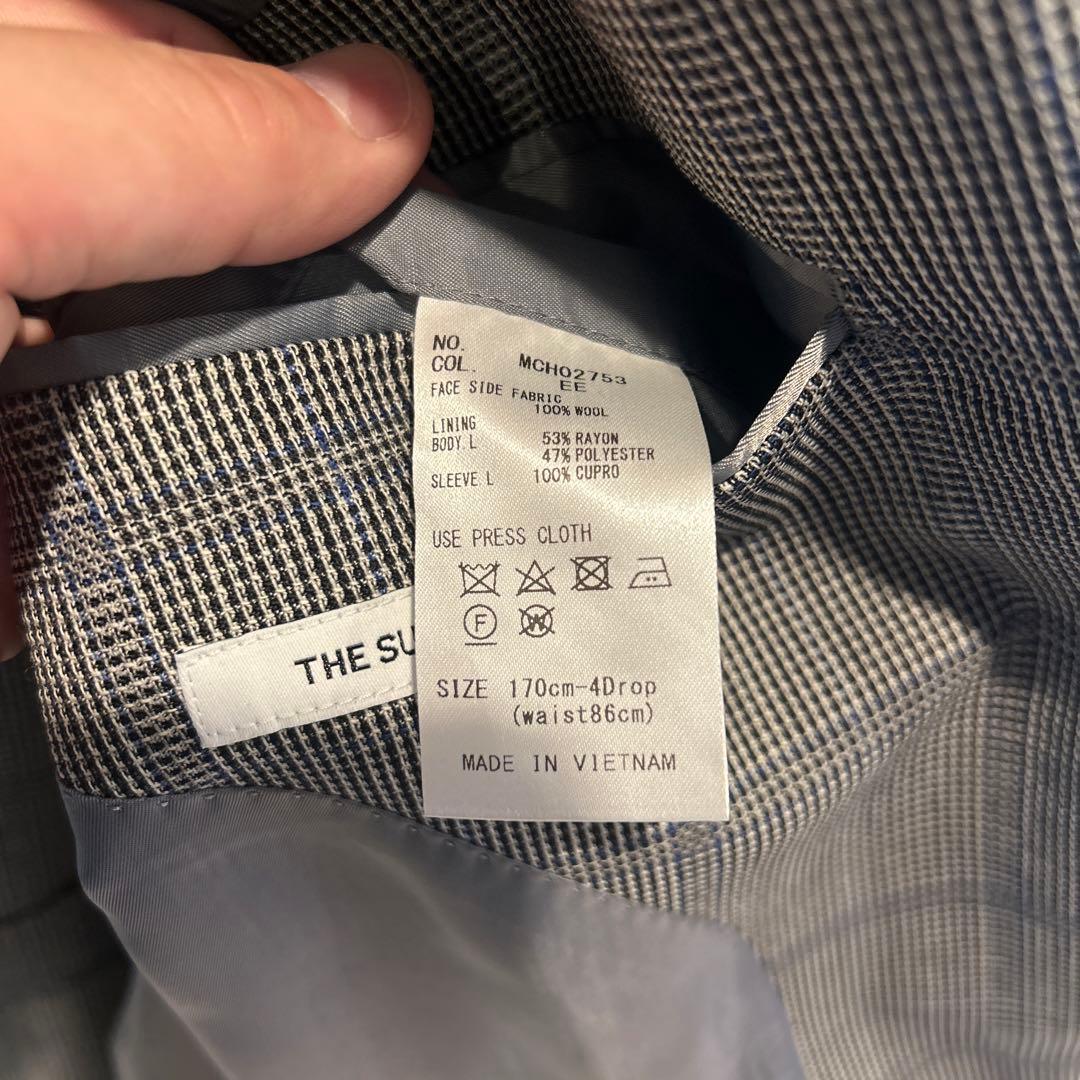 NO. MCH02753
COL. EE
FACE SIDE FABRIC
100% WOOL
LINING
BODY.L 53% RAYON
47% POLYESTER
SLEEVE.L 100% CUPRO
USE PRESS CLOTH
F
W
THE SU
SIZE 170cm-4Drop
(waist86cm)
MADE IN VIETNAM